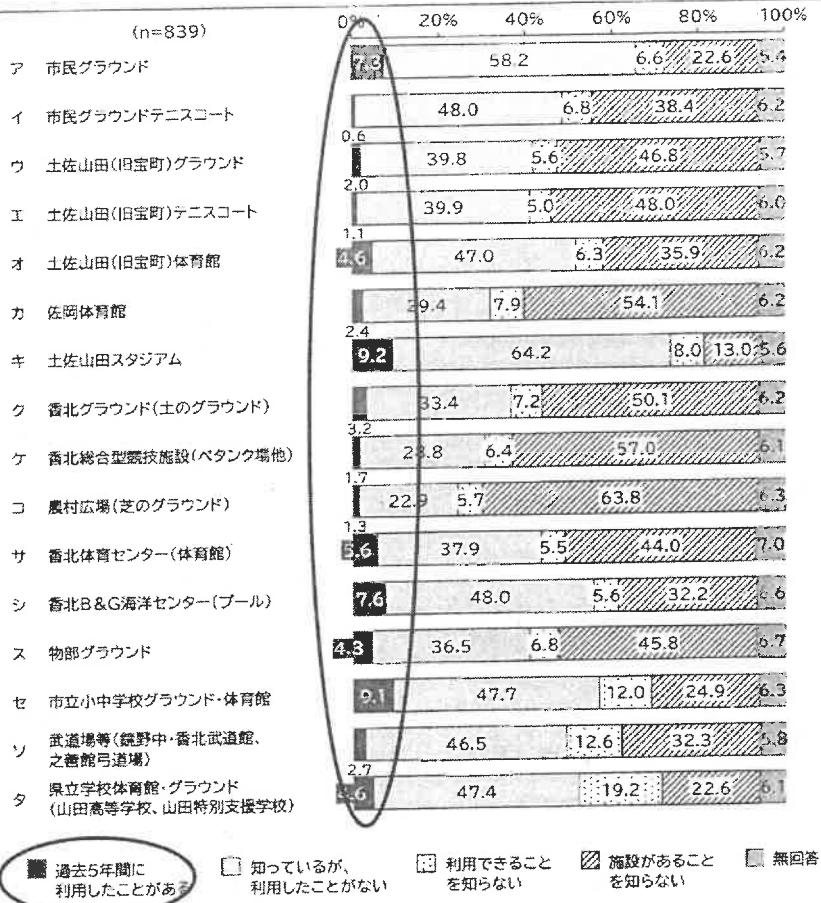 (n=839)
0% 20% 40% 60% 80% 100%
ア 市民グラウンド 7.3 58.2 6.6 22.6 5.4
イ 市民グラウンドテニスコート 48.0 6.8 38.4 6.2
0.6
ウ 土佐山田(旧宝町)グラウンド 39.8 5.6 46.8 5.7
2.0
エ 土佐山田(旧宝町)テニスコート 39.9 5.0 48.0 6.0
1.1
オ 土佐山田(旧宝町)体育館 4.6 47.0 6.3 35.9 6.2
カ 佐岡体育館 29.4 7.9 54.1 6.2
2.4
キ 土佐山田スタジアム 9.2 64.2 8.0 13.0 5.6
ク 香北グラウンド(土のグラウンド) 33.4 7.2 50.1 6.2
3.2
ケ 香北総合型競技施設(ペタンク場他) 28.8 6.4 57.0 6.1
1.7
コ 農村広場(芝のグラウンド) 22.9 5.7 63.8 6.3
1.3
サ 香北体育センター(体育館) 5.6 37.9 5.5 44.0 7.0
シ 香北B&G海洋センター(プール) 7.6 48.0 5.6 32.2 6.6
ス 物部グラウンド 4.3 36.5 6.8 45.8 6.7
セ 市立小中学校グラウンド・体育館 9.1 47.7 12.0 24.9 6.3
ソ 武道場等(鏡野中・香北武道館、
之善館弓道場) 46.5 12.6 32.3 5.8
2.7
タ 県立学校体育館・グラウンド
(山田高等学校、山田特別支援学校) 4.6 47.4 19.2 22.6 6.1
過去5年間に
利用したことがある
知っているが、
利用したことがない
利用できること
を知らない
施設があること
を知らない
無回答